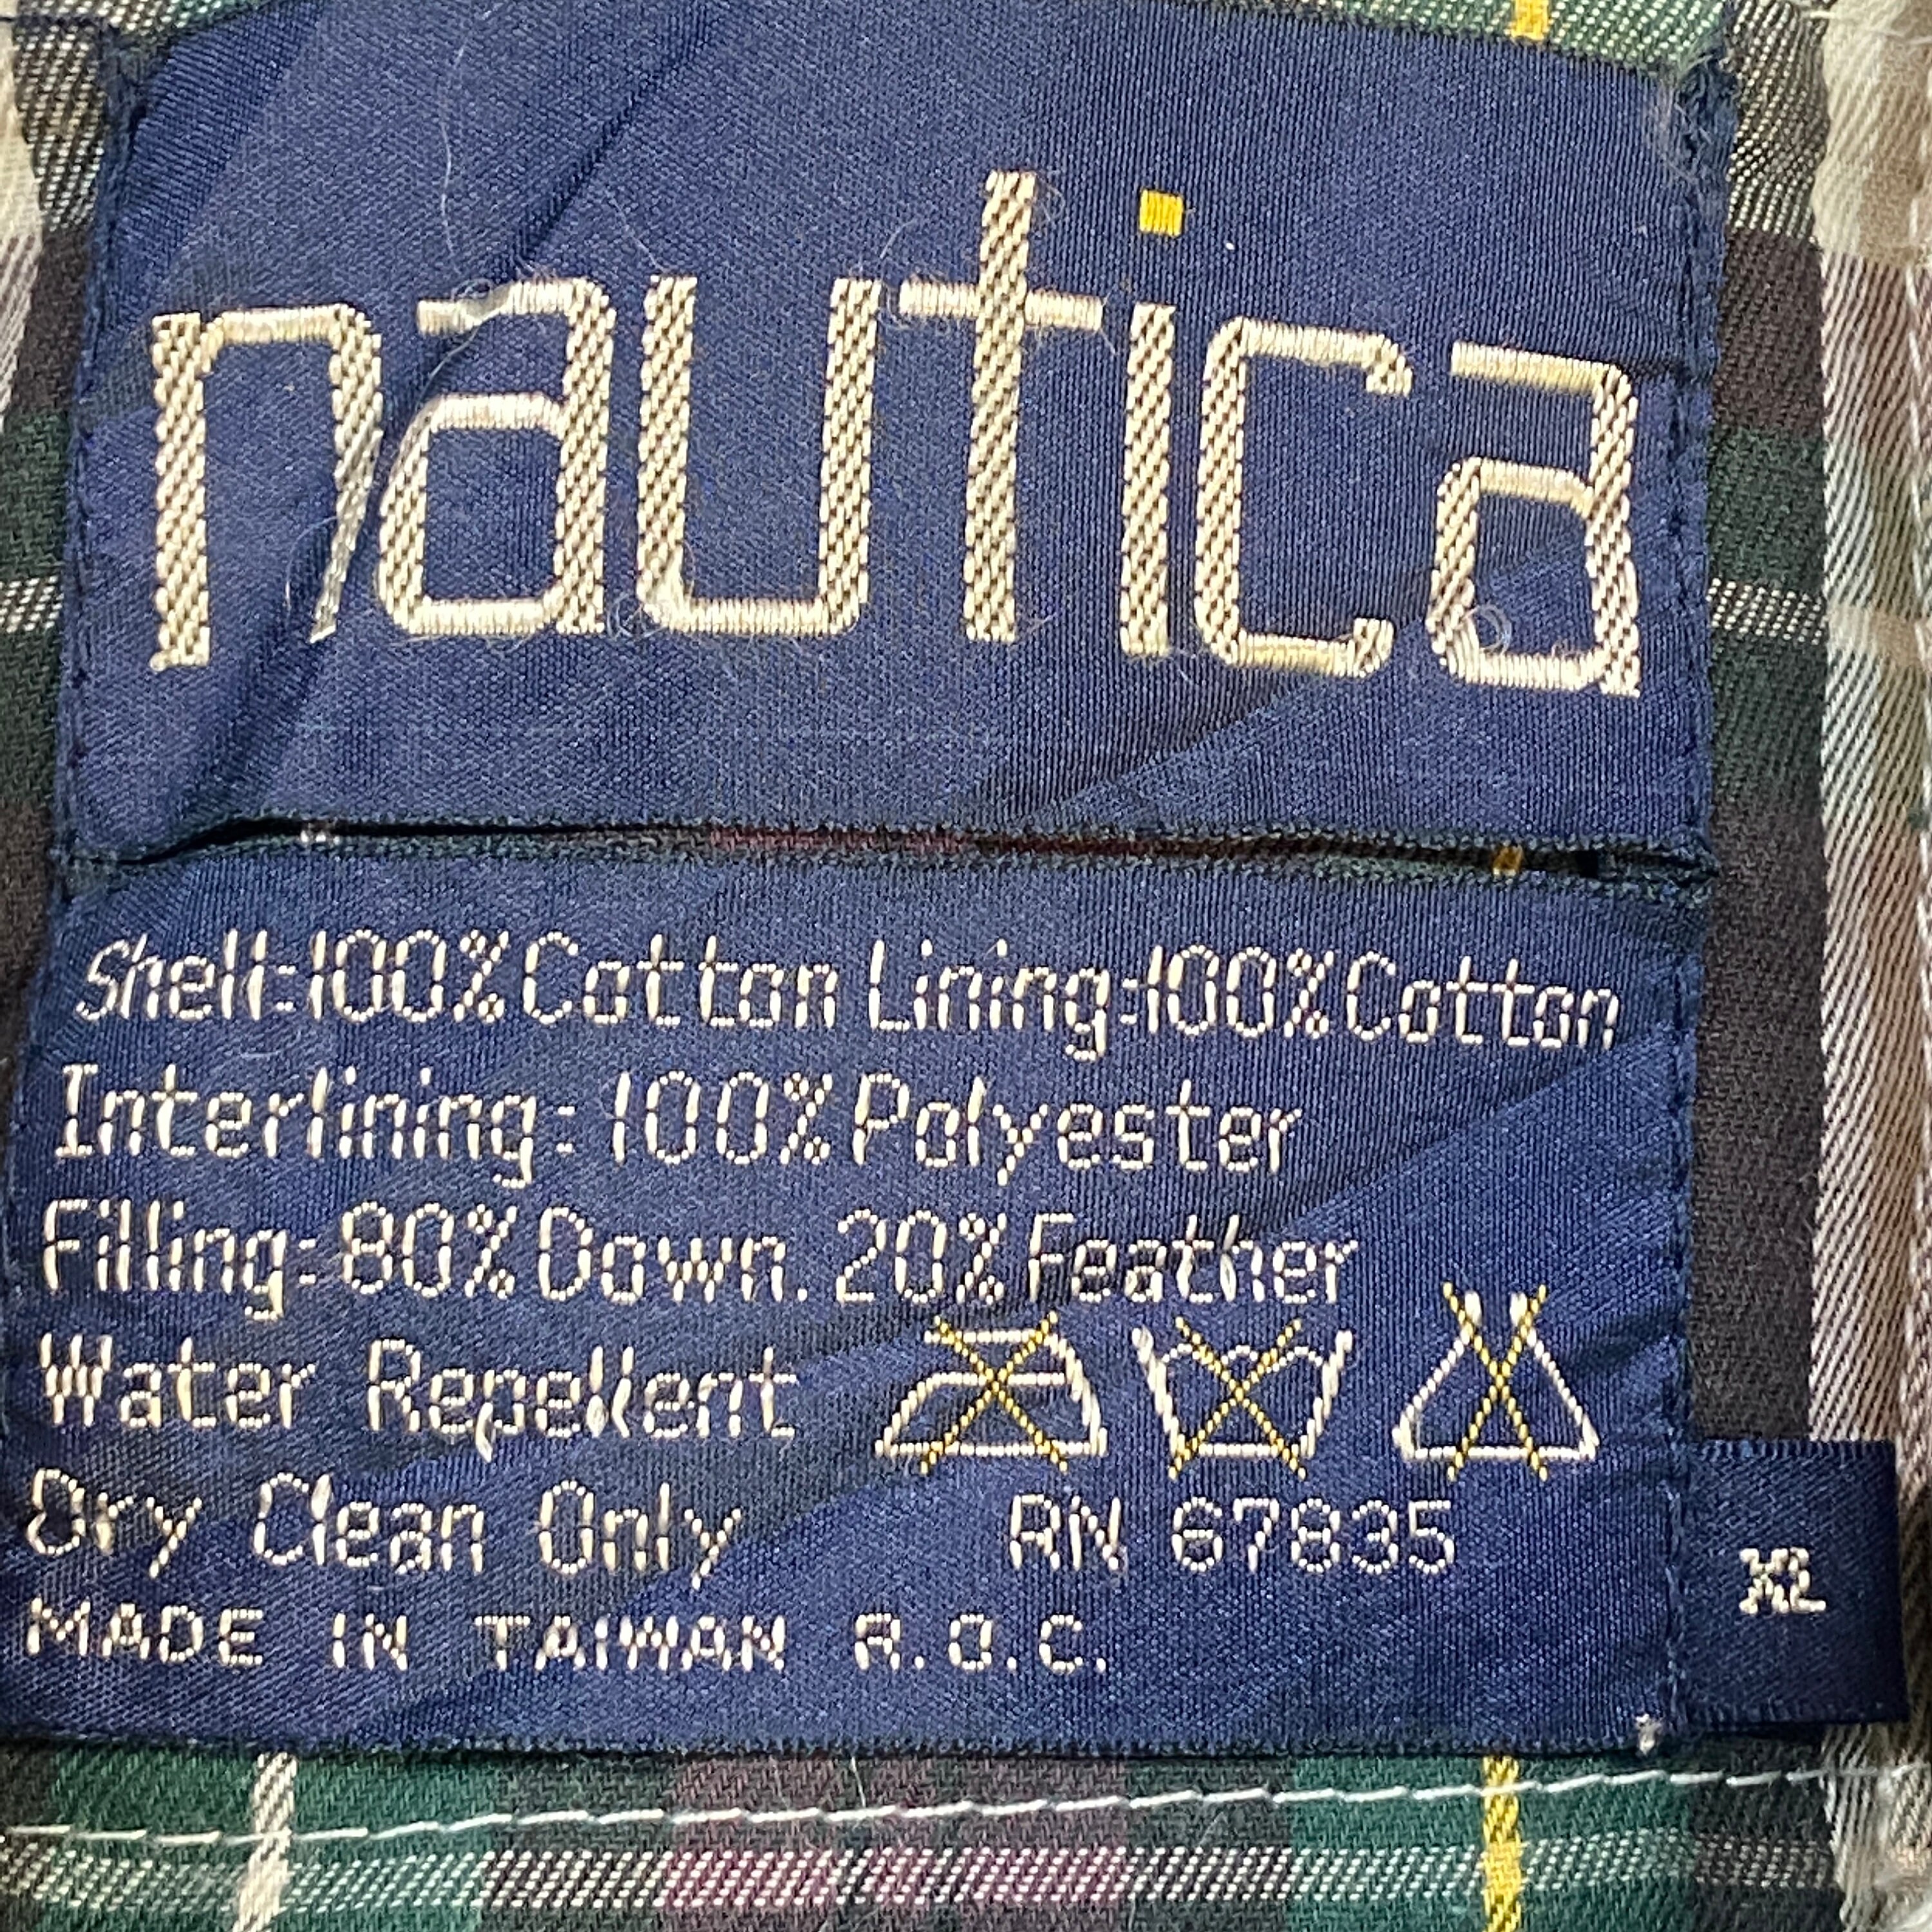 nautica
Shell:100%Cotton Lining:100%Cotton
Interlining:100%Polyester
Filling:80%Down.20%Feather
Water Repellent
Dry Clean Only RN 67835
XL
MADE IN TAIWAN R.O.C.